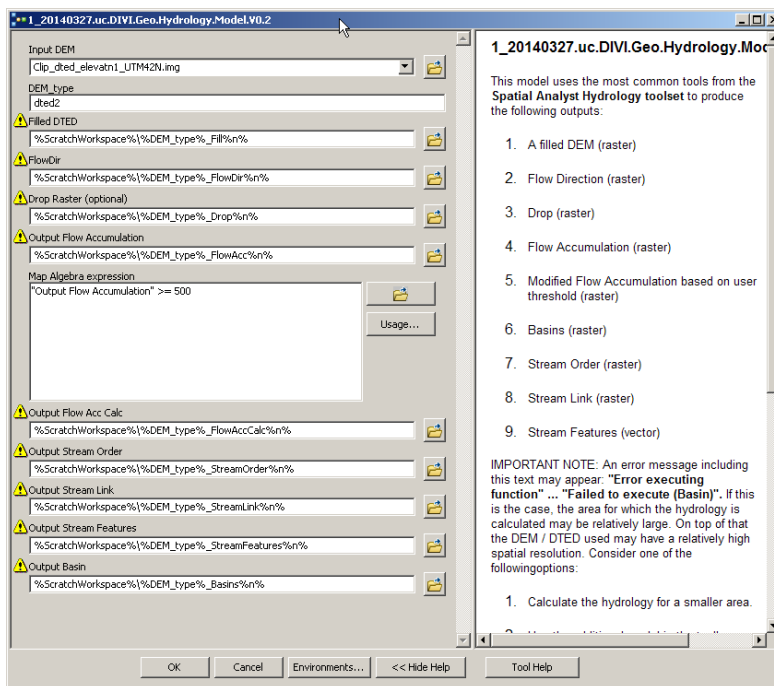 1_20140327.uc.DIVI.Geo.Hydrology.Model.V0.2
Input DEM
Clip_dted_elevatn1_UTM42N.img
DEM_type
dted2
Filled DTED
%ScratchWorkspace%\%DEM_type%_Fill%n%
FlowDir
%ScratchWorkspace%\%DEM_type%_FlowDir%n%
Drop Raster (optional)
%ScratchWorkspace%\%DEM_type%_Drop%n%
Output Flow Accumulation
%ScratchWorkspace%\%DEM_type%_FlowAcc%n%
Map Algebra expression
"Output Flow Accumulation" >= 500
Usage...
Output Flow Acc Calc
%ScratchWorkspace%\%DEM_type%_FlowAccCalc%n%
Output Stream Order
%ScratchWorkspace%\%DEM_type%_StreamOrder%n%
Output Stream Link
%ScratchWorkspace%\%DEM_type%_StreamLink%n%
Output Stream Features
%ScratchWorkspace%\%DEM_type%_StreamFeatures%n%
Output Basin
%ScratchWorkspace%\%DEM_type%_Basins%n%
1_20140327.uc.DIVI.Geo.Hydrology.Mod
This model uses the most common tools from the
Spatial Analyst Hydrology toolset to produce
the following outputs:
1. A filled DEM (raster)
2. Flow Direction (raster)
3. Drop (raster)
4. Flow Accumulation (raster)
5. Modified Flow Accumulation based on user
threshold (raster)
6. Basins (raster)
7. Stream Order (raster)
8. Stream Link (raster)
9. Stream Features (vector)
IMPORTANT NOTE: An error message including
this text may appear: "Error executing
function" ... "Failed to execute (Basin)". If this
is the case, the area for which the hydrology is
calculated may be relatively large. On top of that
the DEM / DTED used may have a relatively high
spatial resolution. Consider one of the
followingoptions:
1. Calculate the hydrology for a smaller area.
OK
Cancel
Environments...
<< Hide Help
Tool Help